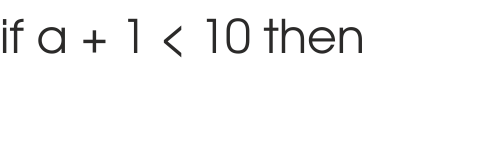 if a + 1 < 10 then